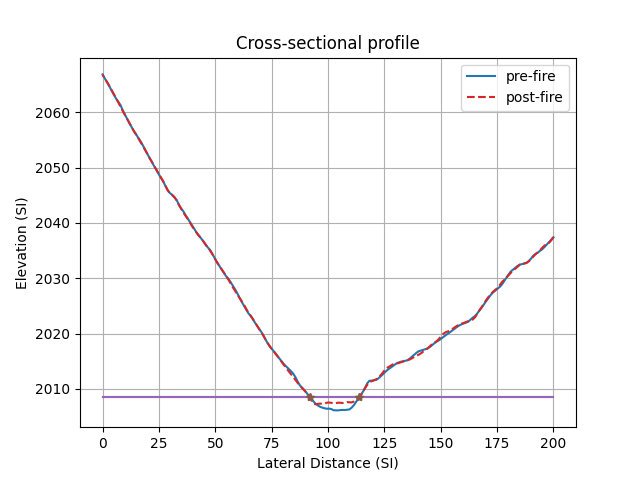 Cross-sectional profile
pre-fire
post-fire
Elevation (SI)
2060
2050
2040
2030
2020
2010
0 25 50 75 100 125 150 175 200
Lateral Distance (SI)